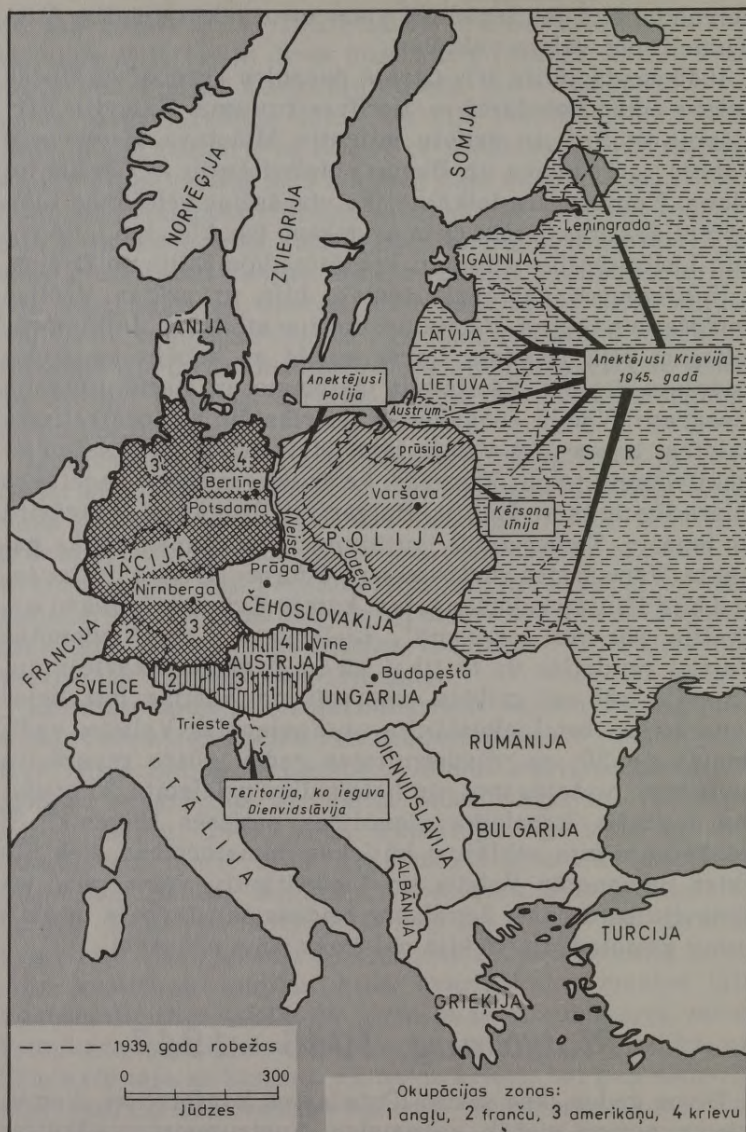 NORVĒĢIJA
ZVIEDRIJA
SOMIJA
Ļeņingrada
IGAUNIJA
DĀNIJA
LATVIJA
Anektējusi Krievija
1945. gadā
Anektējusi
Polija
LIETUVA
Austrum-
prūsija
PSRS
3
4
1
Berlīne
Potsdama
Varšava
Kērsona
līnija
Neise
POLIJA
Odera
VĀCIJA
Prāga
Nirnberga
ČEHOSLOVAKIJA
FRANCIJA
2
3
4
Vīne
AUSTRIJA
2
3
1
ŠVEICE
Budapešta
UNGĀRIJA
Trieste
RUMĀNIJA
DIENVIDSLĀVIJA
ITĀLIJA
Teritorija, ko ieguva
Dienvidslāvija
BULGĀRIJA
ALBĀNIJA
TURCIJA
GRIEĶIJA
1939. gada robežas
0 300
Jūdzes
Okupācijas zonas:
1 angļu, 2 franču, 3 amerikāņu, 4 krievu